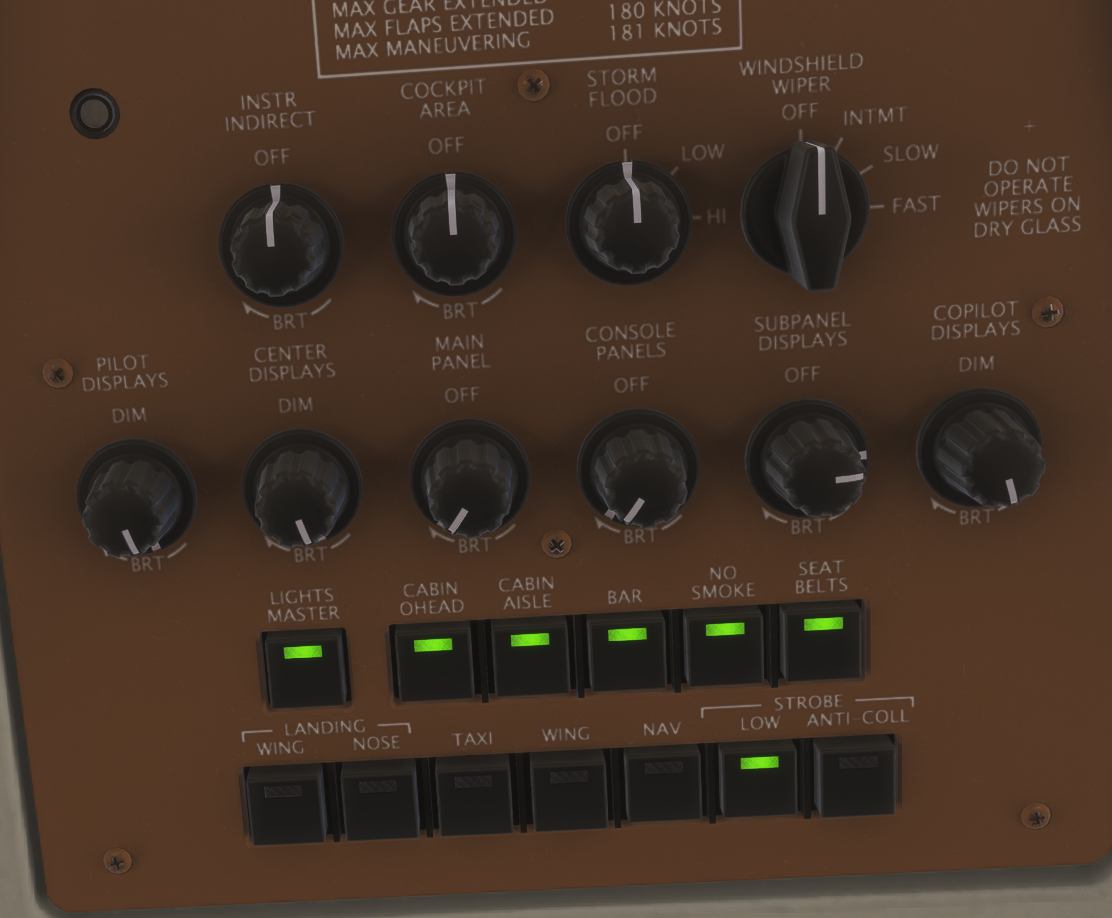 MAX GEAR EXTENDED 180 KNOTS
MAX FLAPS EXTENDED 181 KNOTS
MAX MANEUVERING
INSTR
INDIRECT
OFF
BRT
COCKPIT
AREA
OFF
BRT
STORM
FLOOD
OFF
LOW
HI
WINDSHIELD
WIPER
OFF
INTMT
SLOW
FAST
DO NOT
OPERATE
WIPERS ON
DRY GLASS
PILOT
DISPLAYS
DIM
BRT
CENTER
DISPLAYS
DIM
BRT
MAIN
PANEL
OFF
BRT
CONSOLE
PANELS
OFF
BRT
SUBPANEL
DISPLAYS
OFF
BRT
COPILOT
DISPLAYS
DIM
BRT
LIGHTS
MASTER
CABIN
OHEAD
CABIN
AISLE
BAR
NO
SMOKE
SEAT
BELTS
LANDING
WING
NOSE
TAXI
WING
NAV
STROBE
LOW
ANTI-COLL